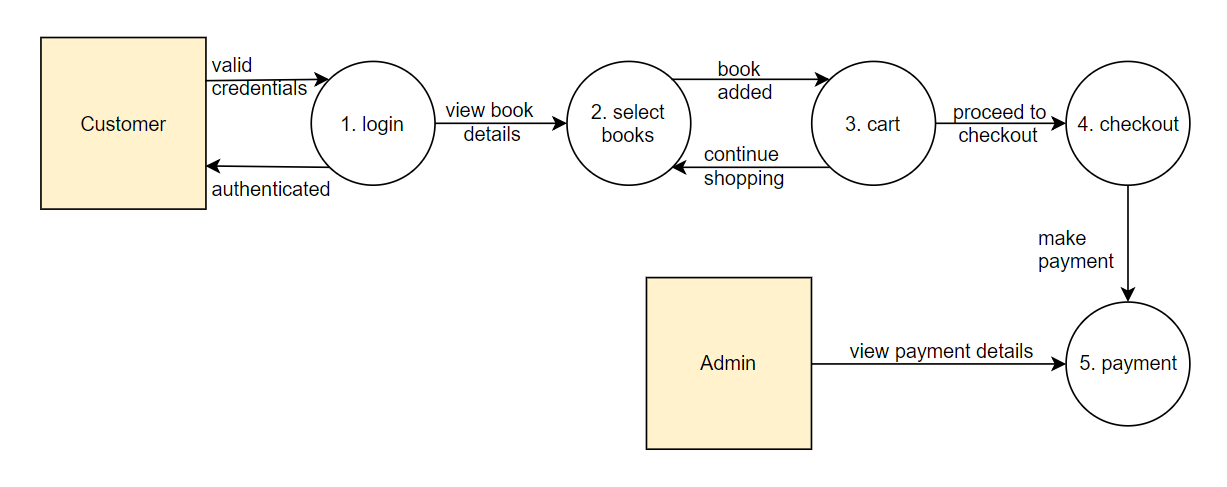 valid
credentials
Customer
1. login
authenticated
view book
details
2. select
books
book
added
continue
shopping
3. cart
proceed to
checkout
4. checkout
make
payment
Admin
view payment details
5. payment